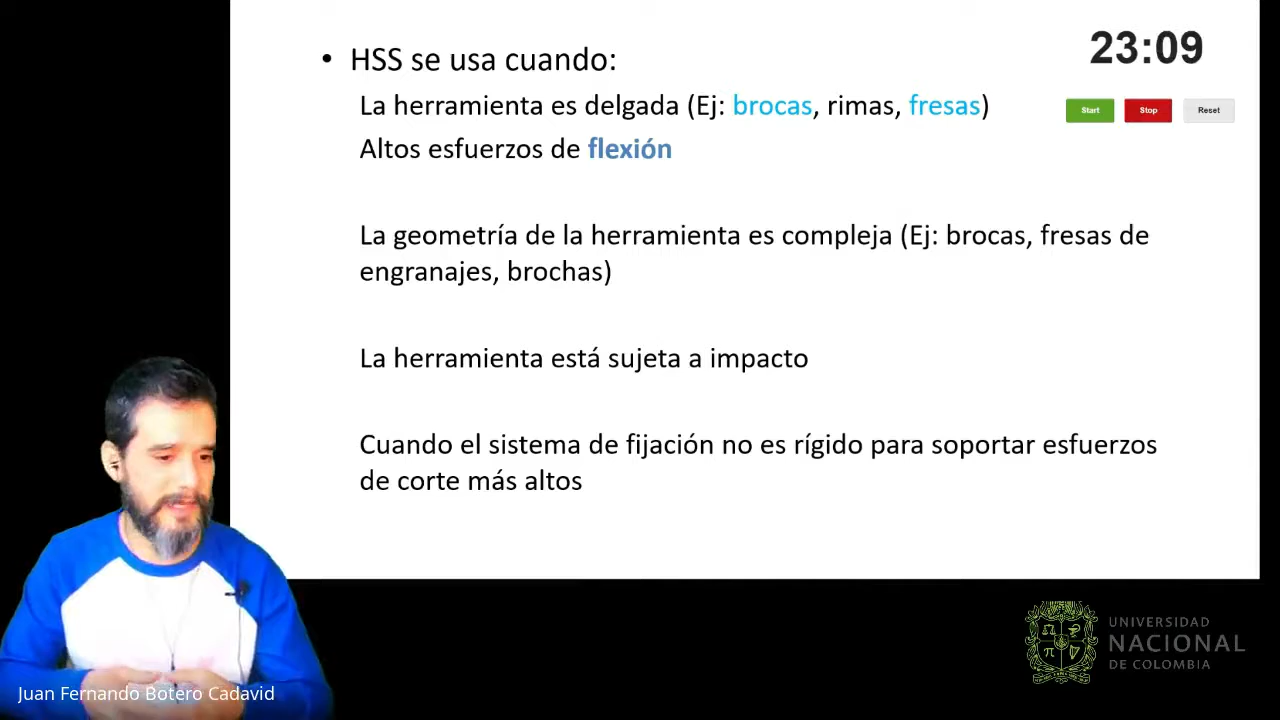 • HSS se usa cuando:
La herramienta es delgada (Ej: brocas, rimas, fresas)
Altos esfuerzos de flexión
La geometría de la herramienta es compleja (Ej: brocas, fresas de
engranajes, brochas)
La herramienta está sujeta a impacto
Cuando el sistema de fijación no es rígido para soportar esfuerzos
de corte más altos
23:09
Start Stop Reset
UNIVERSIDAD
NACIONAL
DE COLOMBIA
Juan Fernando Botero Cadavid